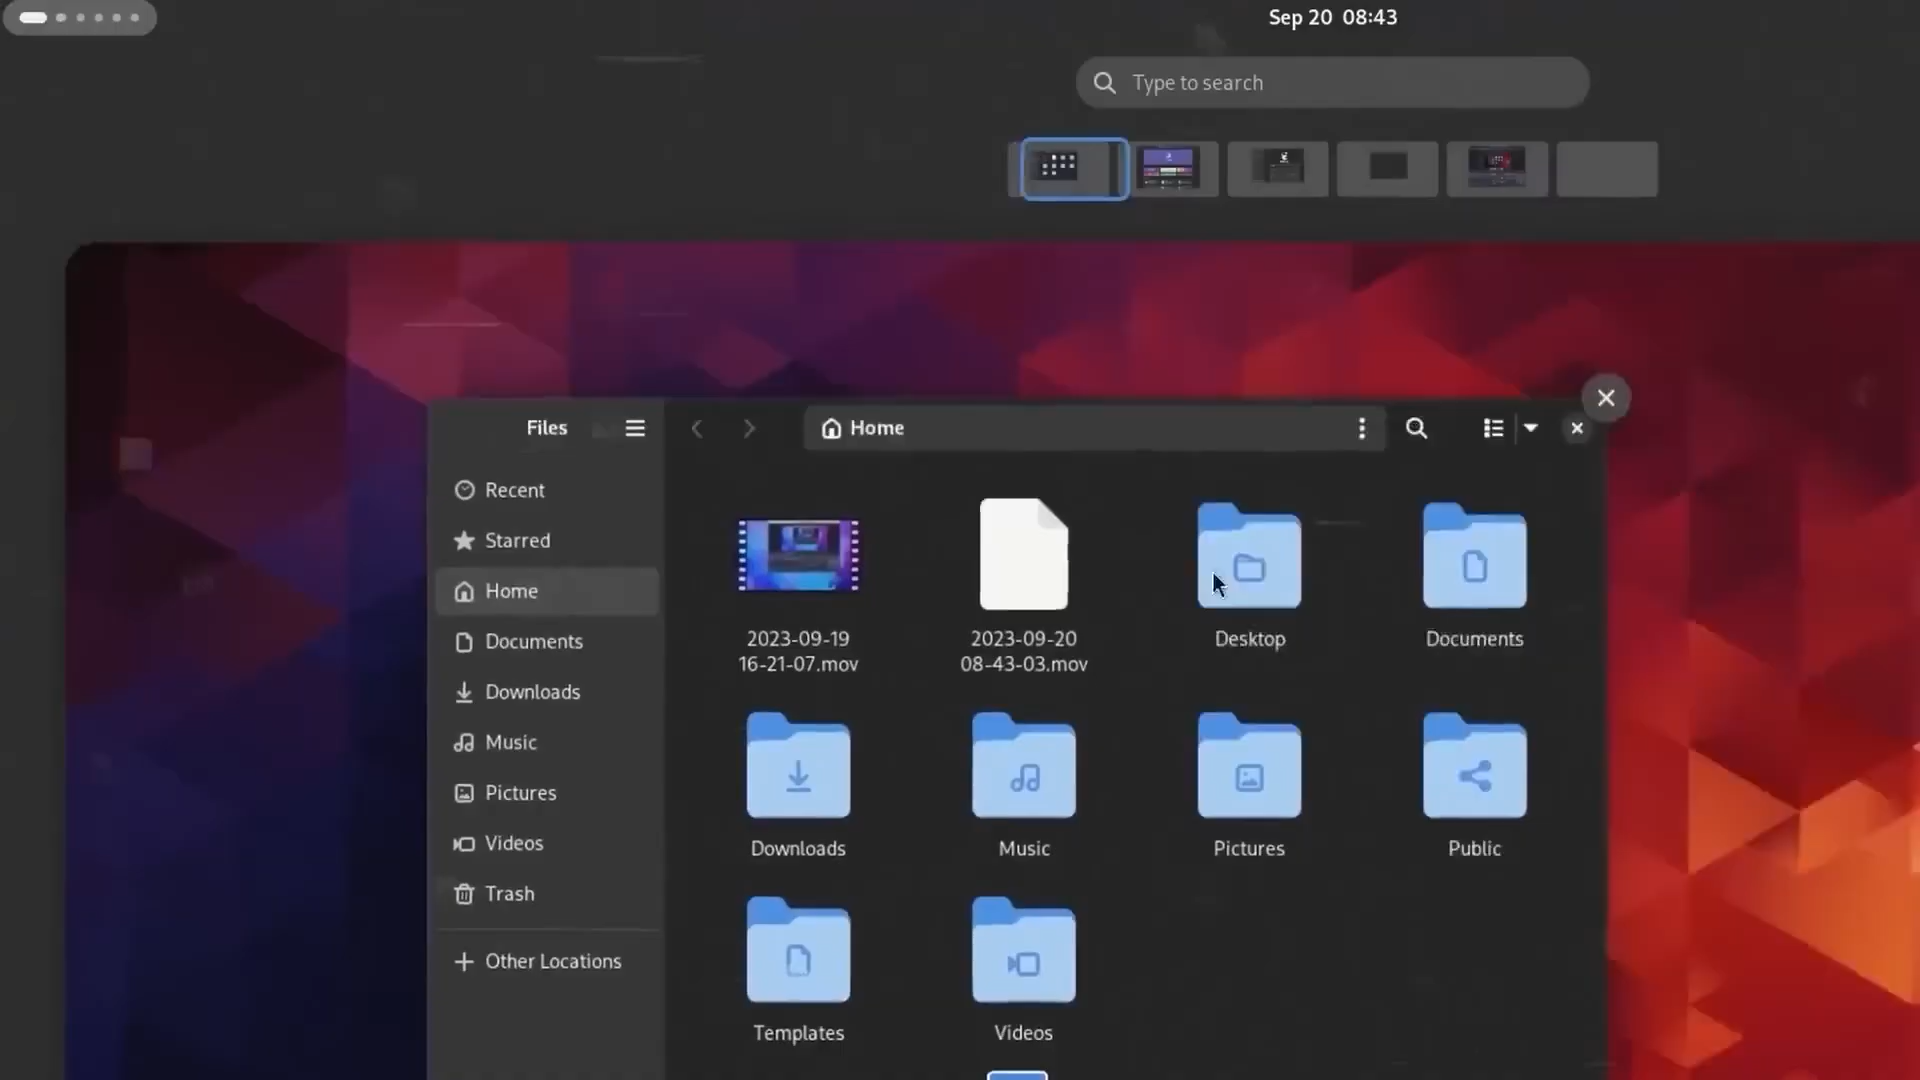 Sep 20 08:43
Type to search
Files
Home
Recent
Starred
Home
Documents
Downloads
Music
Pictures
Videos
Trash
Other Locations
2023-09-19
16-21-07.mov
2023-09-20
08-43-03.mov
Desktop
Documents
Downloads
Music
Pictures
Public
Templates
Videos